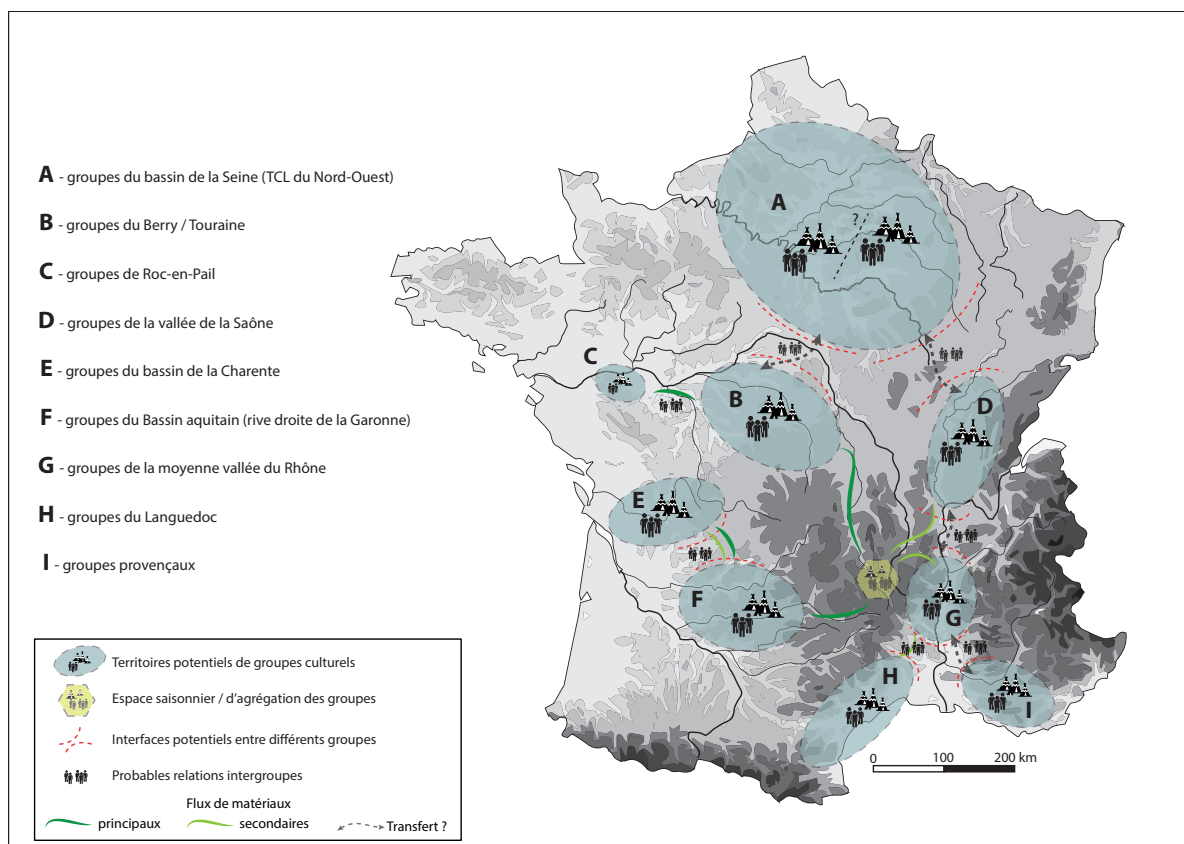 A - groupes du bassin de la Seine (TCL du Nord-Ouest)
B - groupes du Berry / Touraine
C - groupes de Roc-en-Pail
D - groupes de la vallée de la Saône
E - groupes du bassin de la Charente
F - groupes du Bassin aquitain (rive droite de la Garonne)
G - groupes de la moyenne vallée du Rhône
H - groupes du Languedoc
I - groupes provençaux
A
?
C
B
D
E
F
G
H
I
0 100 200 km
Territoires potentiels de groupes culturels
Espace saisonnier / d'agrégation des groupes
Interfaces potentiels entre différents groupes
Probables relations intergroupes
Flux de matériaux
principaux
secondaires
Transfert ?